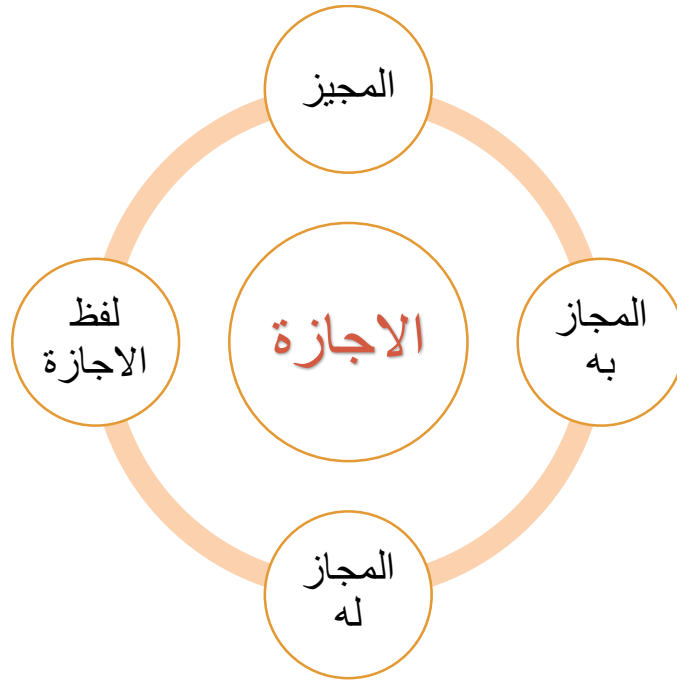 المجيز
المجاز
به
الاجازة
لفظ
الاجازة
المجاز
له